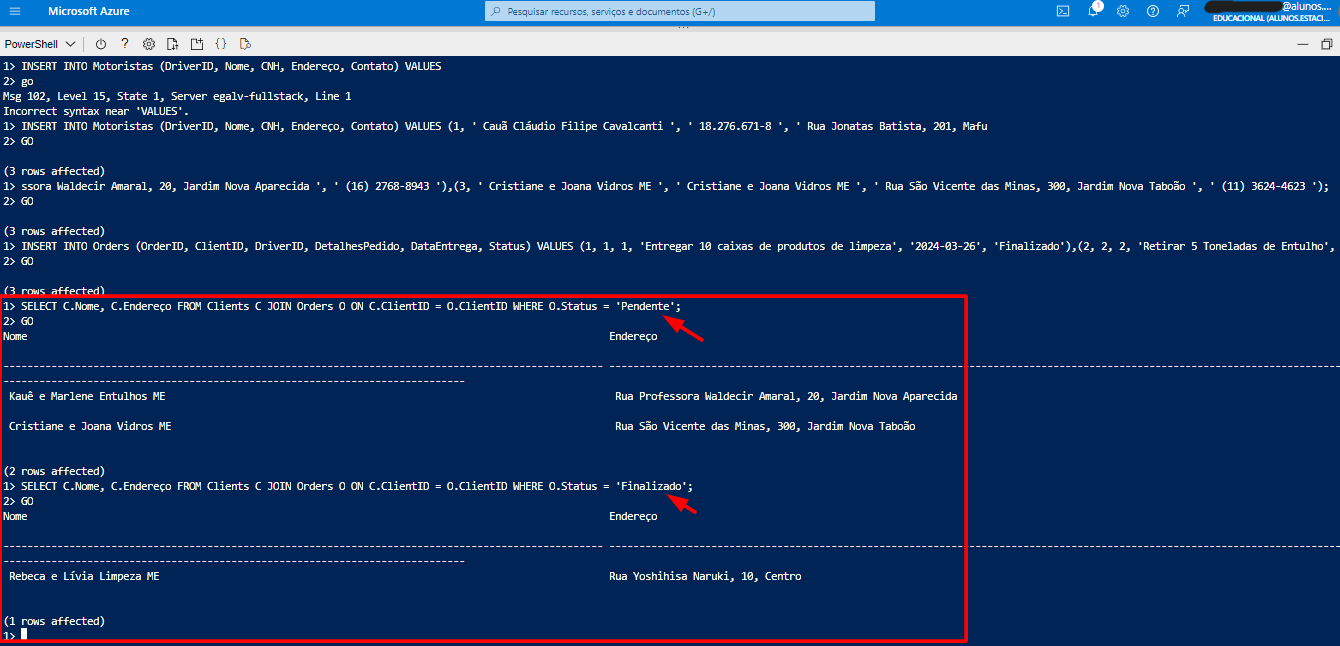 Microsoft Azure
Pesquisar recursos, serviços e documentos (G+/)
1
@alunos....
EDUCACIONAL (ALUNOS.ESTACI...
PowerShell
1> INSERT INTO Motoristas (DriverID, Nome, CNH, Endereço, Contato) VALUES
2> go
Msg 102, Level 15, State 1, Server egalv-fullstack, Line 1
Incorrect syntax near 'VALUES'.
1> INSERT INTO Motoristas (DriverID, Nome, CNH, Endereço, Contato) VALUES (1, ' Cauã Cláudio Filipe Cavalcanti ', ' 18.276.671-8 ', ' Rua Jonatas Batista, 201, Mafu
2> GO
(3 rows affected)
1> ssora Waldecir Amaral, 20, Jardim Nova Aparecida ', ' (16) 2768-8943 '),(3, ' Cristiane e Joana Vidros ME ', ' Cristiane e Joana Vidros ME ', ' Rua São Vicente das Minas, 300, Jardim Nova Taboão ', ' (11) 3624-4623 ');
2> GO
(3 rows affected)
1> INSERT INTO Orders (OrderID, ClientID, DriverID, DetalhesPedido, DataEntrega, Status) VALUES (1, 1, 1, 'Entregar 10 caixas de produtos de limpeza', '2024-03-26', 'Finalizado'),(2, 2, 2, 'Retirar 5 Toneladas de Entulho',
2> GO
(3 rows affected)
1> SELECT C.Nome, C.Endereço FROM Clients C JOIN Orders O ON C.ClientID = O.ClientID WHERE O.Status = 'Pendente';
2> GO
Nome Endereço
Kauê e Marlene Entulhos ME Rua Professora Waldecir Amaral, 20, Jardim Nova Aparecida
Cristiane e Joana Vidros ME Rua São Vicente das Minas, 300, Jardim Nova Taboão
(2 rows affected)
1> SELECT C.Nome, C.Endereço FROM Clients C JOIN Orders O ON C.ClientID = O.ClientID WHERE O.Status = 'Finalizado';
2> GO
Nome Endereço
Rebeca e Lívia Limpeza ME Rua Yoshihisa Naruki, 10, Centro
(1 rows affected)
1>